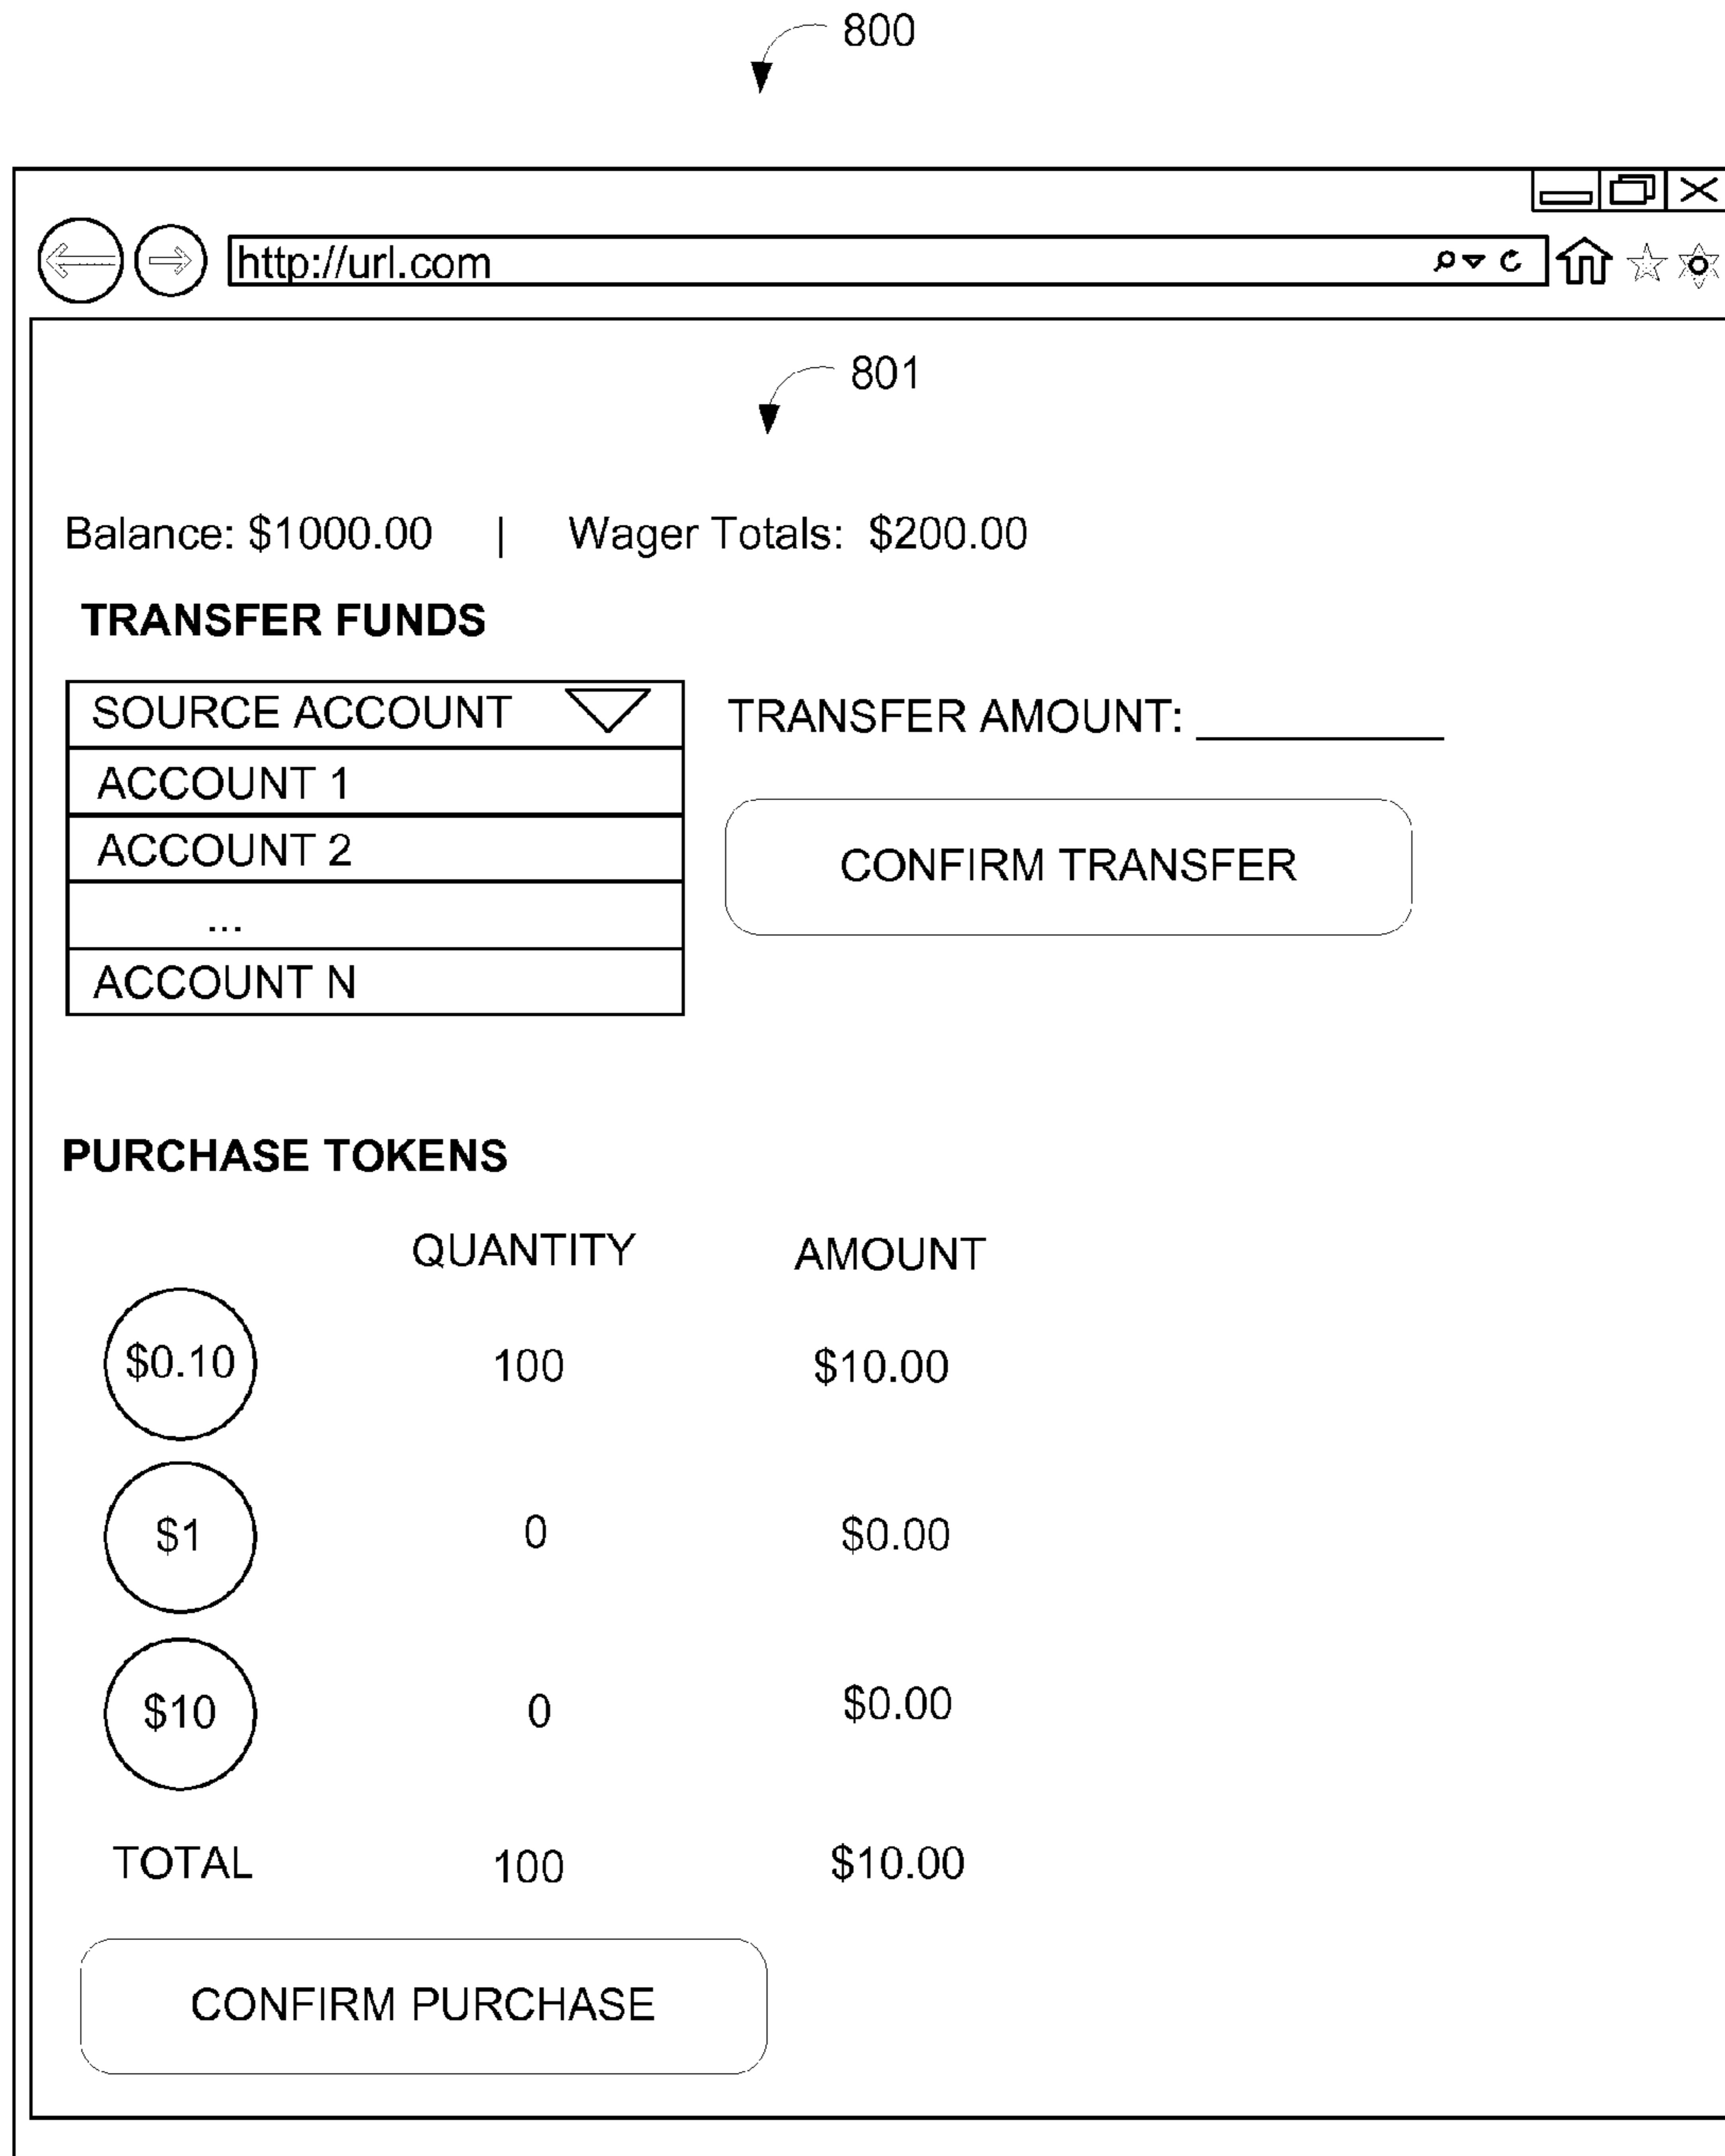 800
http://url.com
801
Balance: $1000.00 | Wager Totals: $200.00
TRANSFER FUNDS
SOURCE ACCOUNT
TRANSFER AMOUNT: __________
ACCOUNT 1
ACCOUNT 2
CONFIRM TRANSFER
...
ACCOUNT N
PURCHASE TOKENS
QUANTITY AMOUNT
$0.10 100 $10.00
$1 0 $0.00
$10 0 $0.00
TOTAL 100 $10.00
CONFIRM PURCHASE